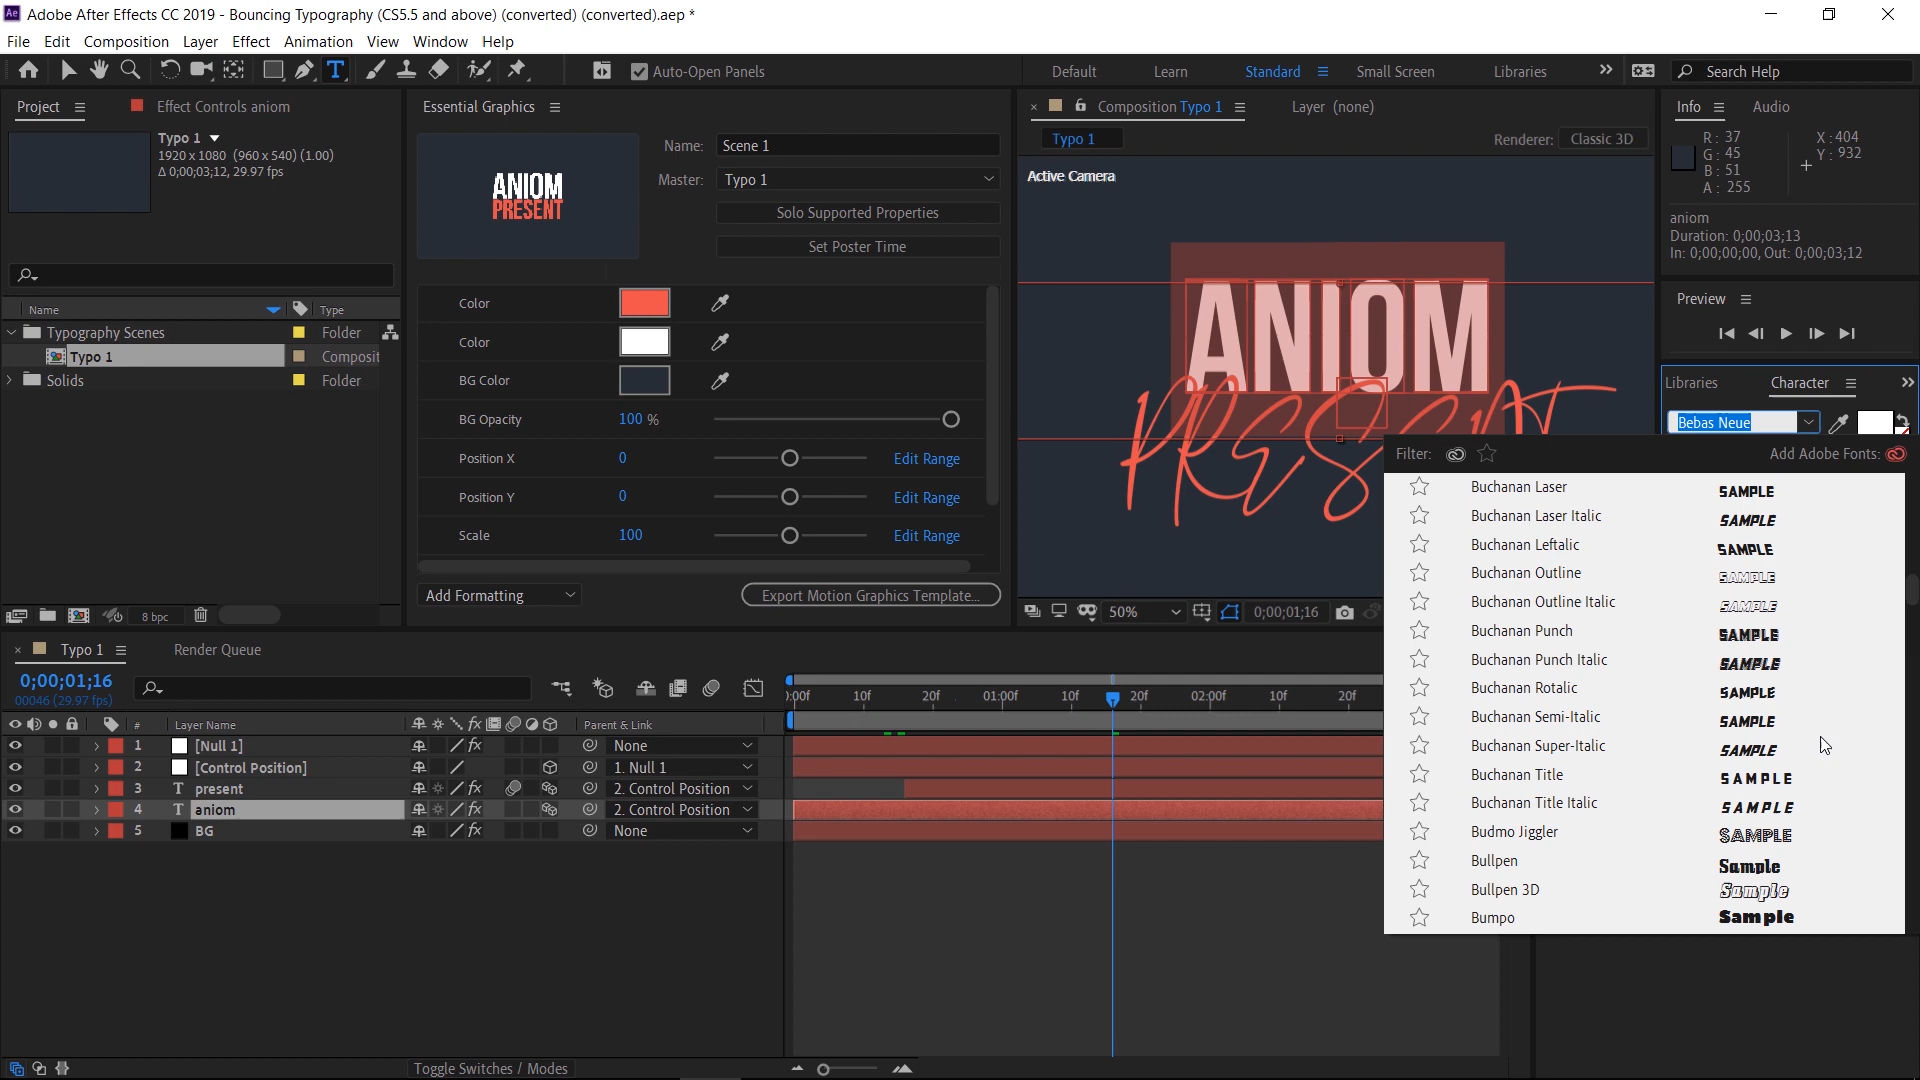 Adobe After Effects CC 2019 - Bouncing Typography (CS5.5 and above) (converted) (converted).aep *
File Edit Composition Layer Effect Animation View Window Help
Auto-Open Panels
Default Learn Standard Small Screen Libraries
Search Help
Project
Effect Controls aniom
Typo 1
1920 x 1080 (960 x 540) (1.00)
Δ 0;00;03;12, 29.97 fps
Name Type
Typography Scenes Folder
Typo 1 Composit
Solids Folder
8 bpc
Essential Graphics
ANIOM
PRESENT
Name: Scene 1
Master: Typo 1
Solo Supported Properties
Set Poster Time
Color
Color
BG Color
BG Opacity 100 %
Position X 0 Edit Range
Position Y 0 Edit Range
Scale 100 Edit Range
Add Formatting
Export Motion Graphics Template...
Composition Typo 1
Layer (none)
Typo 1
Renderer: Classic 3D
Active Camera
ANIOM
PRESENT
50% 0;00;01;16
Info Audio
R: 37
G: 45
B: 51
A: 255
X: 404
Y: 932
aniom
Duration: 0;00;03;13
In: 0;00;00;00, Out: 0;00;03;12
Preview
Libraries Character
Bebas Neue
Filter:
Add Adobe Fonts:
Buchanan Laser SAMPLE
Buchanan Laser Italic SAMPLE
Buchanan Leftalic SAMPLE
Buchanan Outline SAMPLE
Buchanan Outline Italic SAMPLE
Buchanan Punch SAMPLE
Buchanan Punch Italic SAMPLE
Buchanan Rotalic SAMPLE
Buchanan Semi-Italic SAMPLE
Buchanan Super-Italic SAMPLE
Buchanan Title SAMPLE
Buchanan Title Italic SAMPLE
Budmo Jiggler SAMPLE
Bullpen Sample
Bullpen 3D Sample
Bumpo Sample
Typo 1
Render Queue
0;00;01;16
00046 (29.97 fps)
:00f 10f 20f 01:00f 10f 20f 02:00f 10f 20f
# Layer Name Parent & Link
1 [Null 1] None
2 [Control Position] 1. Null 1
3 T present 2. Control Position
4 T aniom 2. Control Position
5 BG None
Toggle Switches / Modes